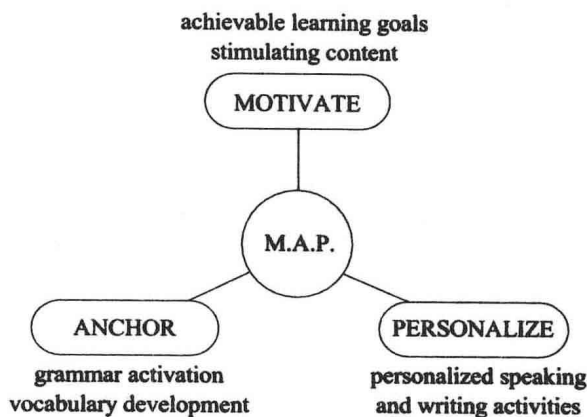 achievable learning goals
stimulating content
MOTIVATE
M.A.P.
ANCHOR
grammar activation
vocabulary development
PERSONALIZE
personalized speaking
and writing activities